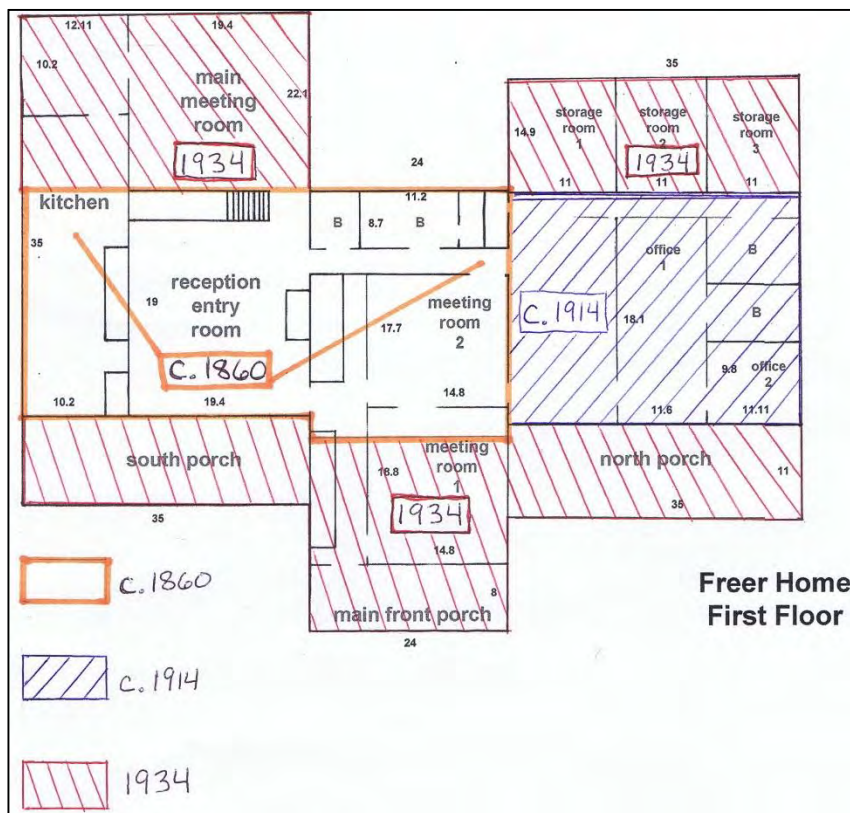 12.11
19.4
10.2
main
meeting
room
22.1
1934
35
14.9
storage
room
1
storage
room
2
storage
room
3
1934
11
11
11
24
kitchen
11.2
B
8.7
B
35
reception
entry
room
19
c. 1860
10.2
19.4
17.7
meeting
room
2
14.8
c. 1914
office
1
18.1
B
B
9.8
office
2
11.6
11.11
south porch
35
meeting
room
1
18.8
1934
14.8
north porch
11
35
8
main front porch
24
Freer Home
First Floor
c. 1860
c. 1914
1934